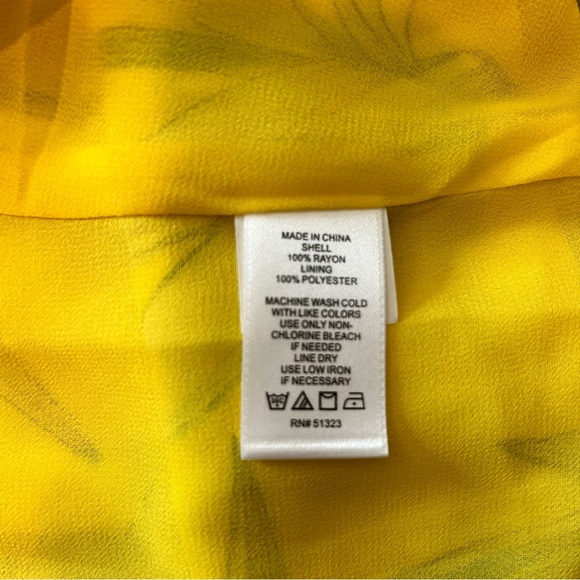 MADE IN CHINA
SHELL
100% RAYON
LINING
100% POLYESTER
MACHINE WASH COLD
WITH LIKE COLORS
USE ONLY NON-
CHLORINE BLEACH
IF NEEDED
LINE DRY
USE LOW IRON
IF NECESSARY
RN# 51323